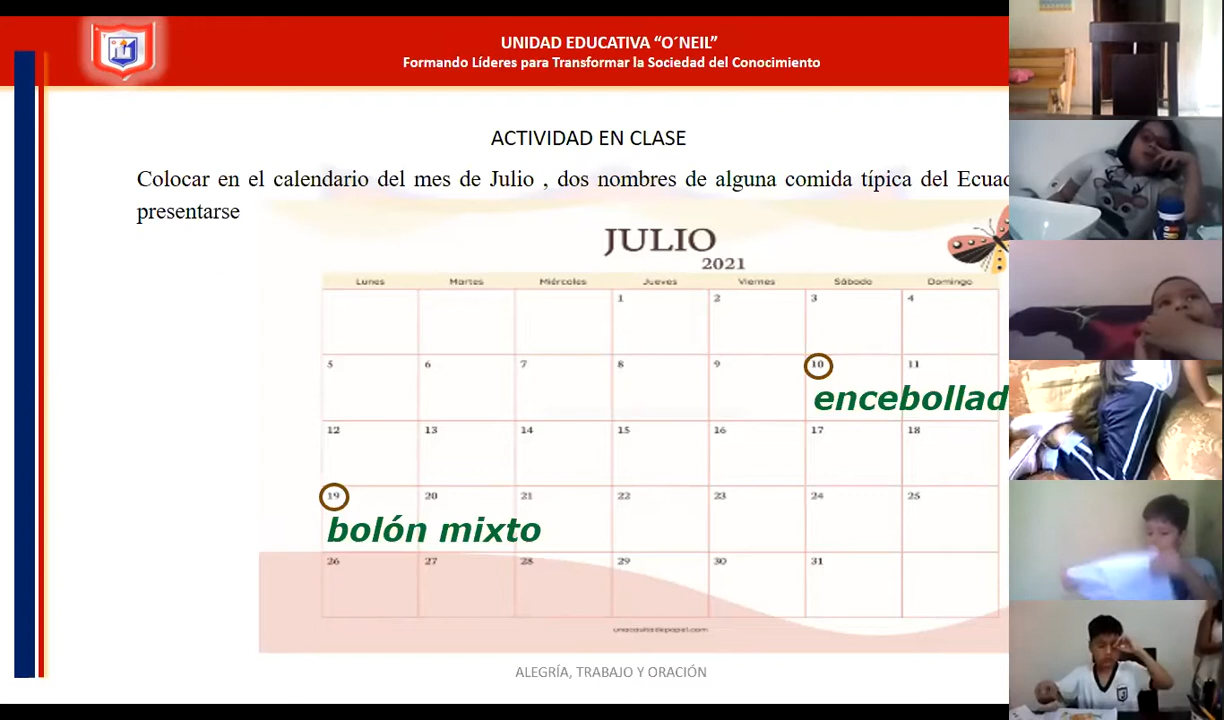 UNIDAD EDUCATIVA “O´NEIL”
Formando Líderes para Transformar la Sociedad del Conocimiento
ACTIVIDAD EN CLASE
Colocar en el calendario del mes de Julio , dos nombres de alguna comida típica del Ecuad
presentarse
JULIO
2021
Lunes Martes Miércoles Jueves Viernes Sábado Domingo
1 2 3 4
5 6 7 8 9 10 11
encebollad
12 13 14 15 16 17 18
19 20 21 22 23 24 25
bolón mixto
26 27 28 29 30 31
unacasitadepapel.com
ALEGRÍA, TRABAJO Y ORACIÓN